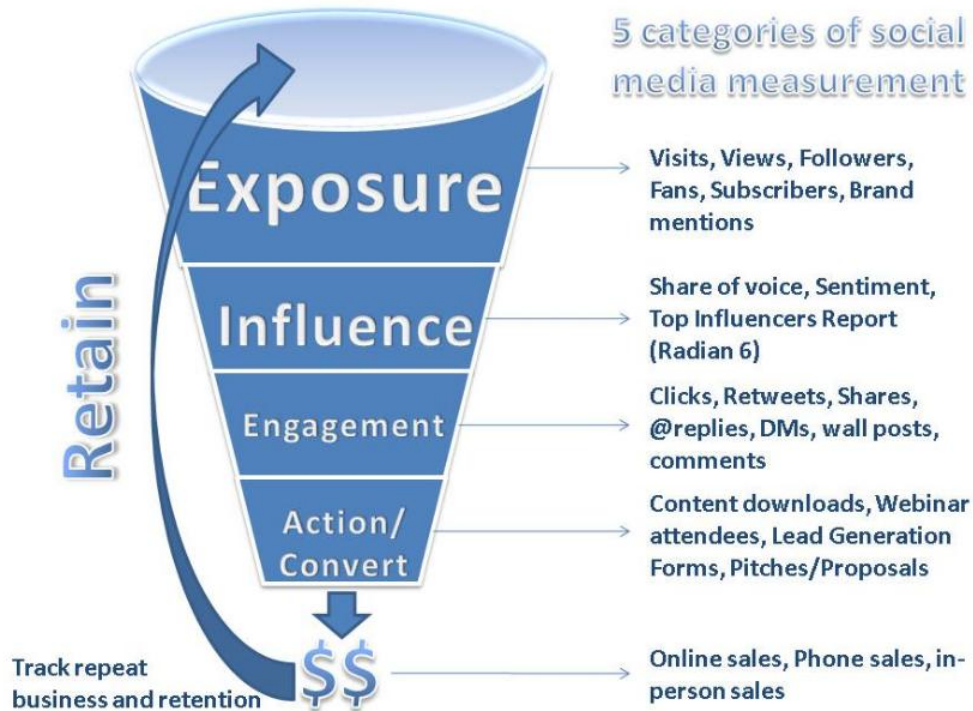 5 categories of social
media measurement
Exposure
Visits, Views, Followers,
Fans, Subscribers, Brand
mentions
Influence
Share of voice, Sentiment,
Top Influencers Report
(Radian 6)
Engagement
Clicks, Retweets, Shares,
@replies, DMs, wall posts,
comments
Action/
Convert
Content downloads, Webinar
attendees, Lead Generation
Forms, Pitches/Proposals
$$
Online sales, Phone sales, in-
person sales
Retain
Track repeat
business and retention